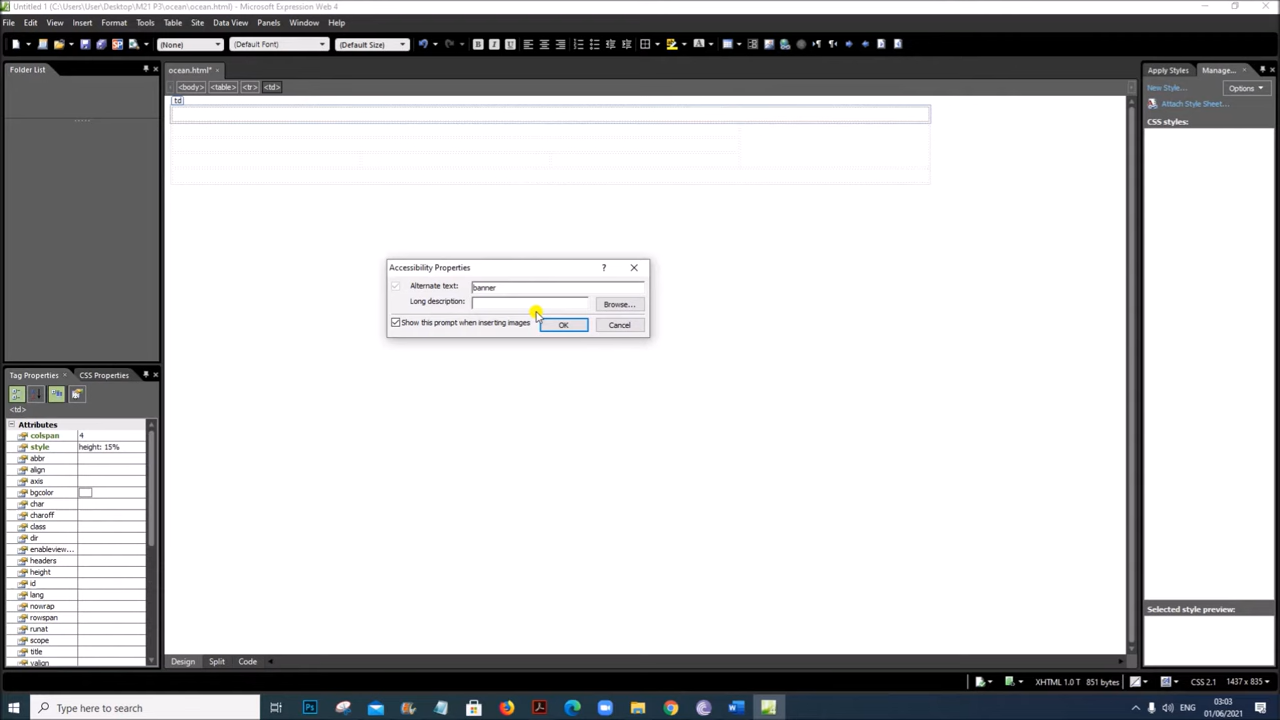 Untitled 1 (C:\Users\User\Desktop\M21 P3\ocean\ocean.html) - Microsoft Expression Web 4
File Edit View Insert Format Tools Table Site Data View Panels Window Help
(None) (Default Font) (Default Size)
Folder List
ocean.html*
<body> <table> <tr> <td>
td
Apply Styles Manage...
New Style... Options
Attach Style Sheet...
CSS styles:
Accessibility Properties
Alternate text: banner
Long description: Browse...
Show this prompt when inserting images OK Cancel
Tag Properties CSS Properties
<td>
Attributes
colspan 4
style height: 15%
abbr
align
axis
bgcolor
char
charoff
class
dir
enableview...
headers
height
id
lang
nowrap
rowspan
runat
scope
title
valign
Selected style preview:
Design Split Code
XHTML 1.0 T 851 bytes CSS 2.1 1437 x 835
Type here to search
ENG
03:03
01/06/2021